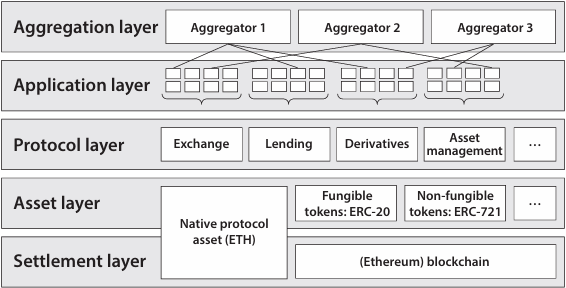 Aggregation layer
Aggregator 1
Aggregator 2
Aggregator 3
Application layer
Protocol layer
Exchange
Lending
Derivatives
Asset
management
...
Asset layer
Native protocol
asset (ETH)
Fungible
tokens: ERC-20
Non-fungible
tokens: ERC-721
...
Settlement layer
(Ethereum) blockchain